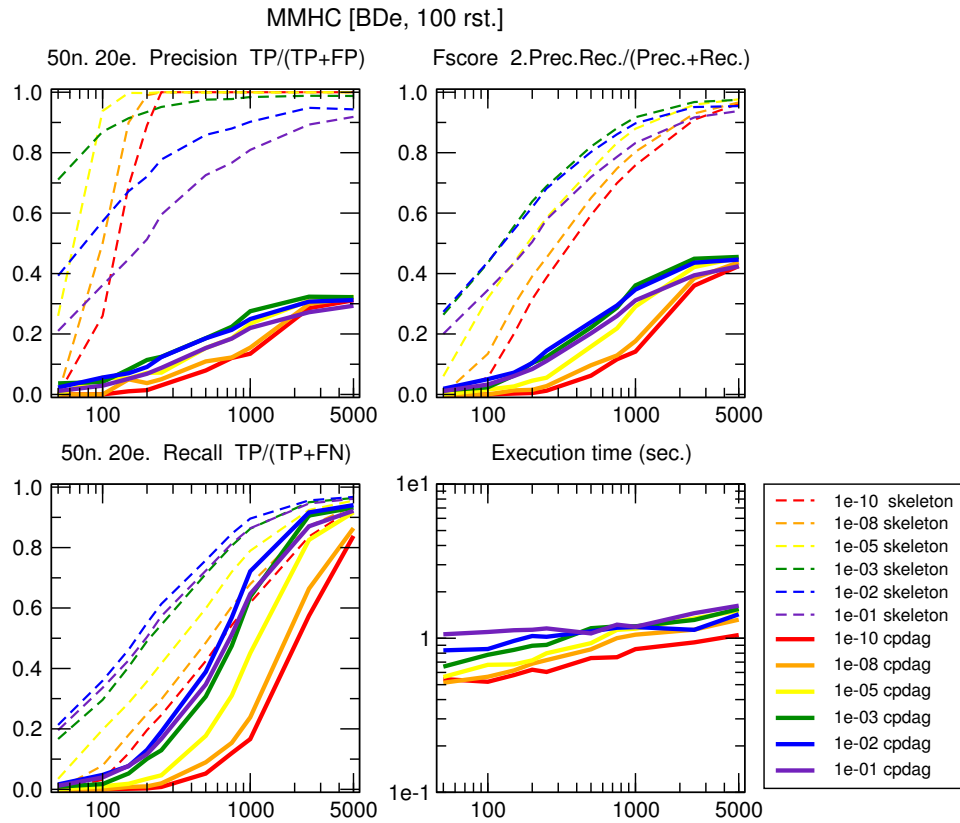 MMHC [BDe, 100 rst.]
50n. 20e. Precision TP/(TP+FP)
Fscore 2.Prec.Rec./(Prec.+Rec.)
1.0
0.8
0.6
0.4
0.2
0.0
100
1000
5000
1.0
0.8
0.6
0.4
0.2
0.0
100
1000
5000
50n. 20e. Recall TP/(TP+FN)
Execution time (sec.)
1.0
0.8
0.6
0.4
0.2
0.0
100
1000
5000
1e1
1
1e-1
100
1000
5000
1e-10 skeleton
1e-08 skeleton
1e-05 skeleton
1e-03 skeleton
1e-02 skeleton
1e-01 skeleton
1e-10 cpdag
1e-08 cpdag
1e-05 cpdag
1e-03 cpdag
1e-02 cpdag
1e-01 cpdag